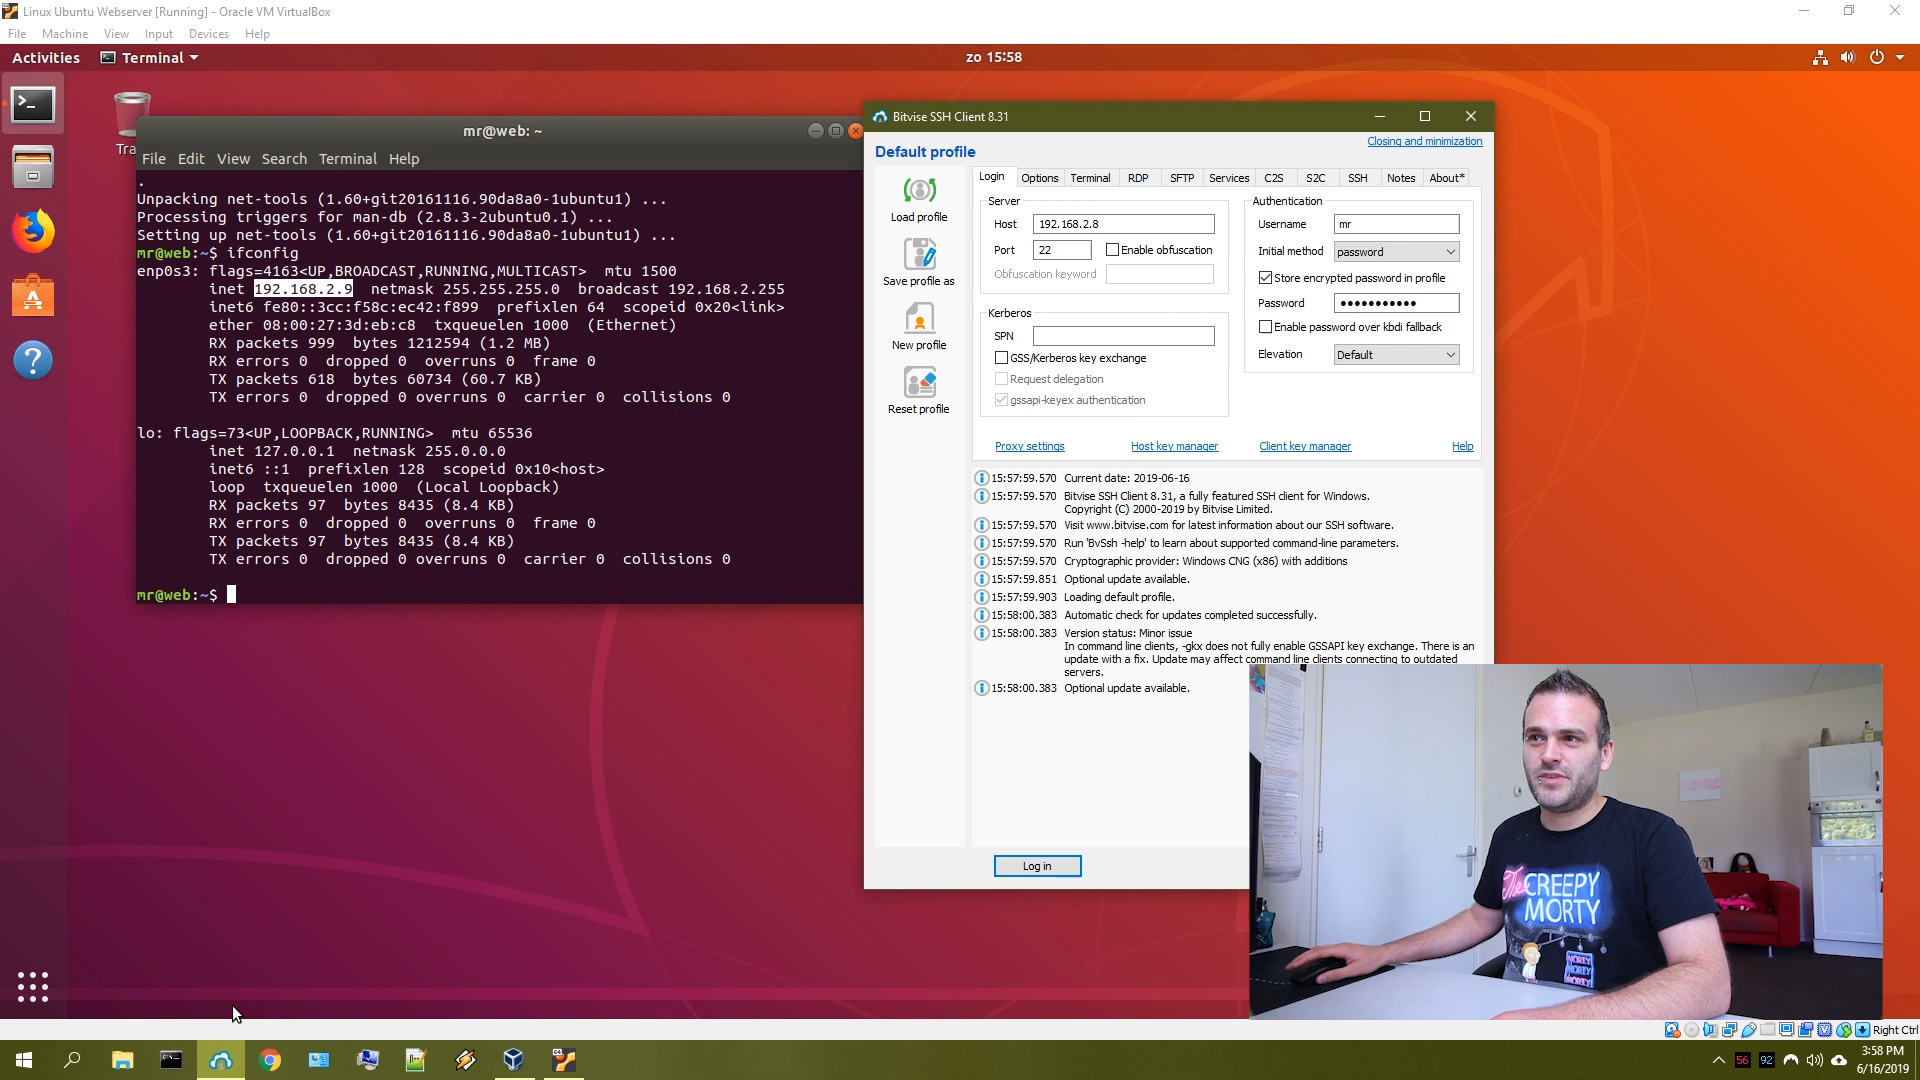 Linux Ubuntu Webserver [Running] - Oracle VM VirtualBox
File Machine View Input Devices Help
Activities Terminal zo 15:58
Tra
mr@web: ~
File Edit View Search Terminal Help
.
Unpacking net-tools (1.60+git20161116.90da8a0-1ubuntu1) ...
Processing triggers for man-db (2.8.3-2ubuntu0.1) ...
Setting up net-tools (1.60+git20161116.90da8a0-1ubuntu1) ...
mr@web:~$ ifconfig
enp0s3: flags=4163<UP,BROADCAST,RUNNING,MULTICAST> mtu 1500
inet 192.168.2.9 netmask 255.255.255.0 broadcast 192.168.2.255
inet6 fe80::3cc:f58c:ec42:f899 prefixlen 64 scopeid 0x20<link>
ether 08:00:27:3d:eb:c8 txqueuelen 1000 (Ethernet)
RX packets 999 bytes 1212594 (1.2 MB)
RX errors 0 dropped 0 overruns 0 frame 0
TX packets 618 bytes 60734 (60.7 KB)
TX errors 0 dropped 0 overruns 0 carrier 0 collisions 0
lo: flags=73<UP,LOOPBACK,RUNNING> mtu 65536
inet 127.0.0.1 netmask 255.0.0.0
inet6 ::1 prefixlen 128 scopeid 0x10<host>
loop txqueuelen 1000 (Local Loopback)
RX packets 97 bytes 8435 (8.4 KB)
RX errors 0 dropped 0 overruns 0 frame 0
TX packets 97 bytes 8435 (8.4 KB)
TX errors 0 dropped 0 overruns 0 carrier 0 collisions 0
mr@web:~$
Bitvise SSH Client 8.31
Closing and minimization
Default profile
Load profile
Save profile as
New profile
Reset profile
Login Options Terminal RDP SFTP Services C2S S2C SSH Notes About*
Server
Host 192.168.2.8
Port 22 Enable obfuscation
Obfuscation keyword
Kerberos
SPN
GSS/Kerberos key exchange
Request delegation
gssapi-keyex authentication
Authentication
Username mr
Initial method password
Store encrypted password in profile
Password ●●●●●●●●●●●
Enable password over kbdi fallback
Elevation Default
Proxy settings Host key manager Client key manager Help
15:57:59.570 Current date: 2019-06-16
15:57:59.570 Bitvise SSH Client 8.31, a fully featured SSH client for Windows.
Copyright (C) 2000-2019 by Bitvise Limited.
15:57:59.570 Visit www.bitvise.com for latest information about our SSH software.
15:57:59.570 Run 'BvSsh -help' to learn about supported command-line parameters.
15:57:59.570 Cryptographic provider: Windows CNG (x86) with additions
15:57:59.851 Optional update available.
15:57:59.903 Loading default profile.
15:58:00.383 Automatic check for updates completed successfully.
15:58:00.383 Version status: Minor issue
In command line clients, -gkx does not fully enable GSSAPI key exchange. There is an
update with a fix. Update may affect command line clients connecting to outdated
servers.
15:58:00.383 Optional update available.
Log in
The CREEPY
MORTY
MORTY
MORTY
MORTY
Right Ctrl
56 92
3:58 PM
6/16/2019